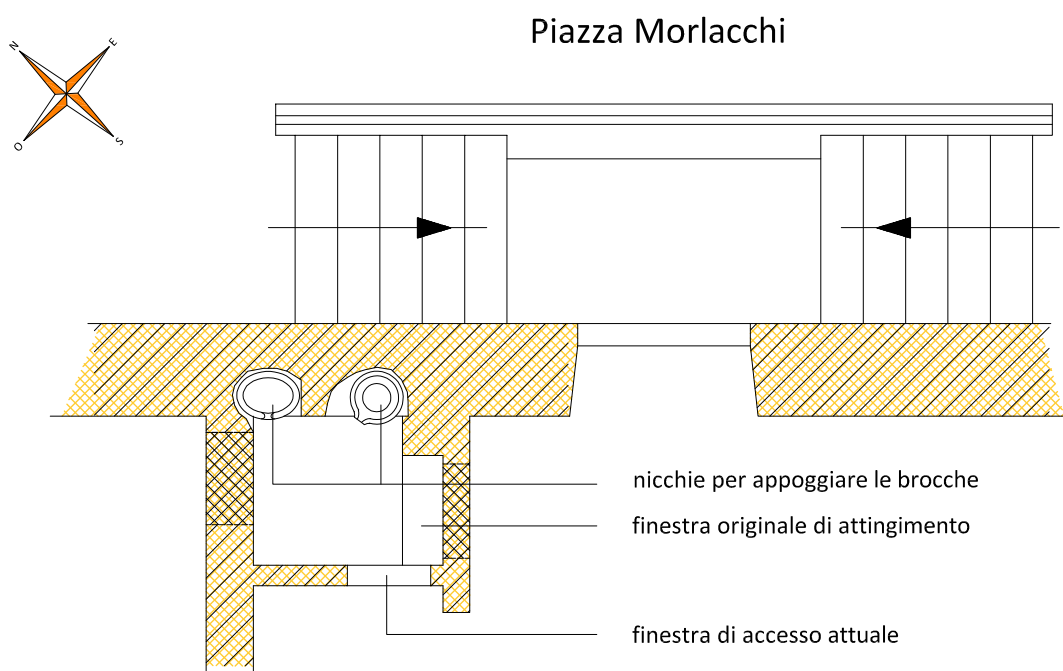 Piazza Morlacchi
N
E
O
S
nicchie per appoggiare le brocche
finestra originale di attingimento
finestra di accesso attuale